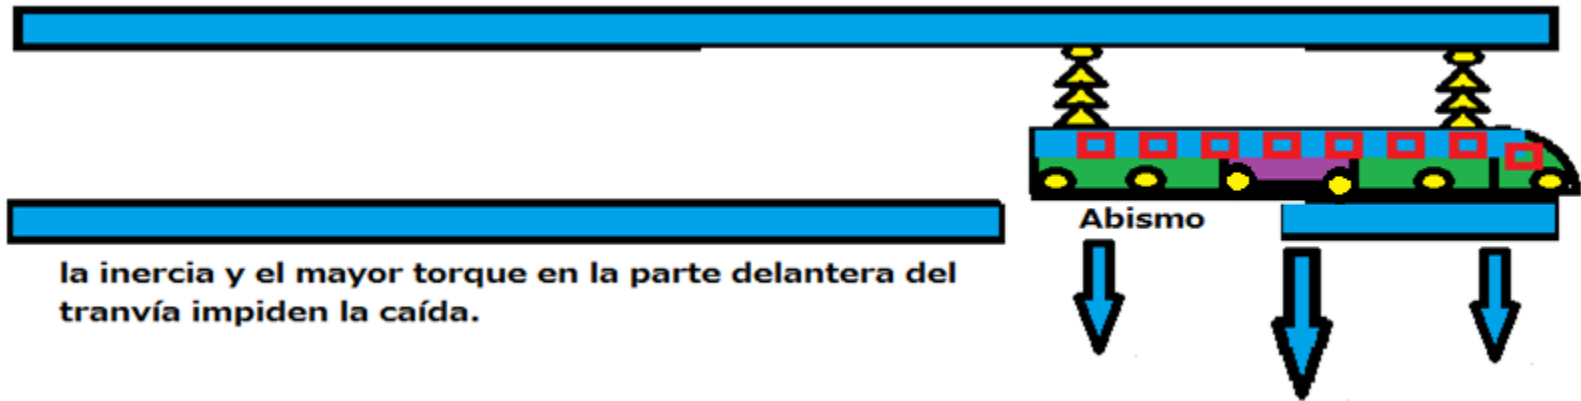 Abismo
la inercia y el mayor torque en la parte delantera del
tranvía impiden la caída.